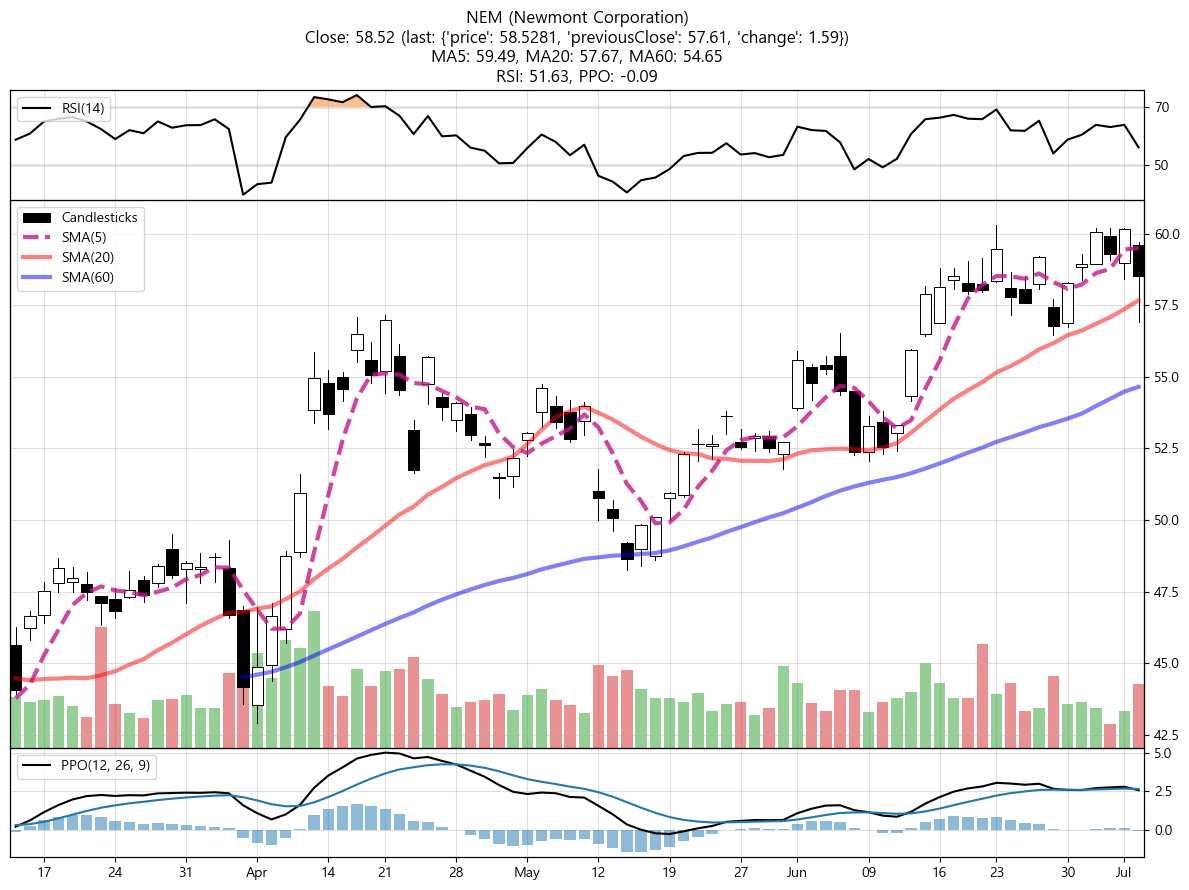 NEM (Newmont Corporation)
Close: 58.52 (last: {'price': 58.5281, 'previousClose': 57.61, 'change': 1.59})
MA5: 59.49, MA20: 57.67, MA60: 54.65
RSI: 51.63, PPO: -0.09
RSI(14)
70
50
Candlesticks
SMA(5)
SMA(20)
SMA(60)
60.0
57.5
55.0
52.5
50.0
47.5
45.0
42.5
PPO(12, 26, 9)
5.0
2.5
0.0
17 24 31 Apr 14 21 28 May 12 19 27 Jun 09 16 23 30 Jul